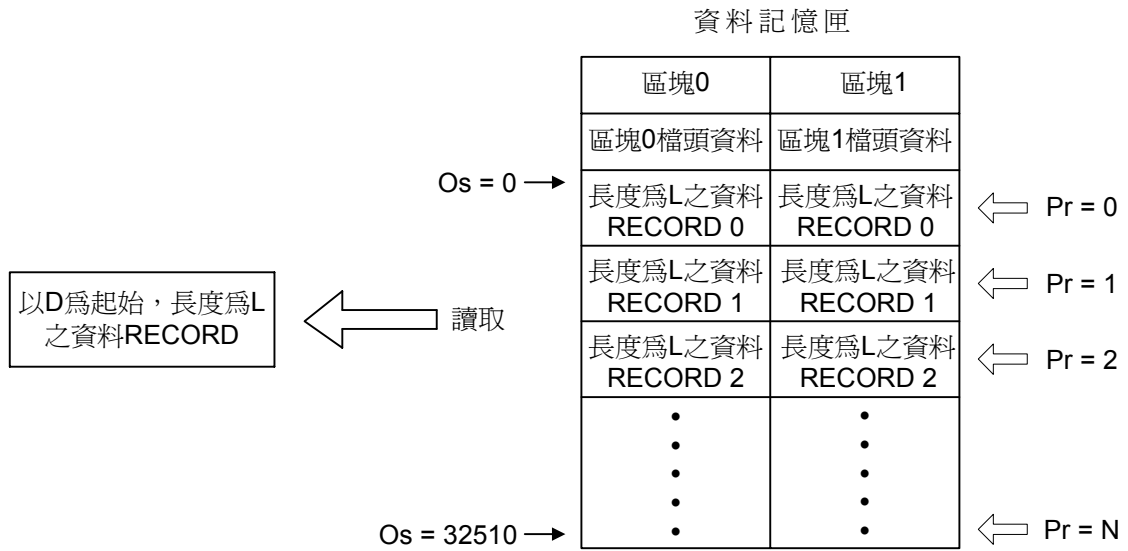 資料記憶匣
區塊0 區塊1
區塊0檔頭資料 區塊1檔頭資料
Os = 0
長度爲L之資料 長度爲L之資料
RECORD 0 RECORD 0
Pr = 0
長度爲L之資料 長度爲L之資料
RECORD 1 RECORD 1
Pr = 1
以D爲起始，長度爲L
之資料RECORD
讀取
長度爲L之資料 長度爲L之資料
RECORD 2 RECORD 2
Pr = 2
Os = 32510
Pr = N